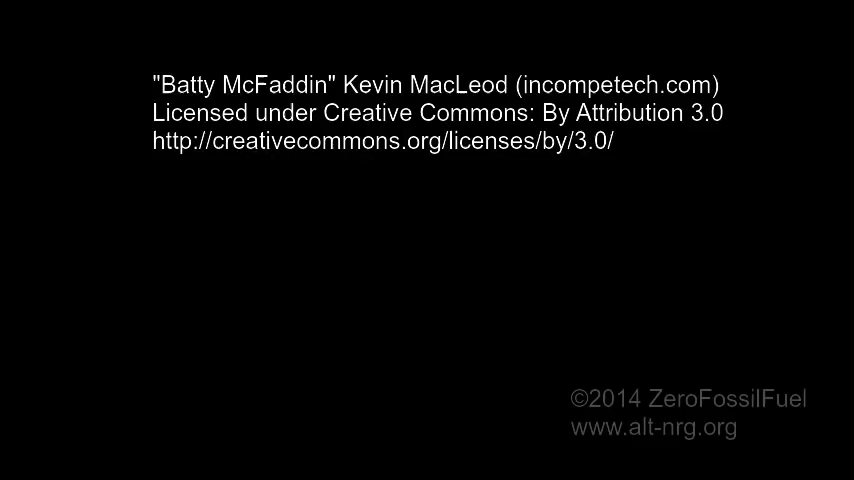 "Batty McFaddin" Kevin MacLeod (incompetech.com)
Licensed under Creative Commons: By Attribution 3.0
http://creativecommons.org/licenses/by/3.0/
©2014 ZeroFossilFuel
www.alt-nrg.org